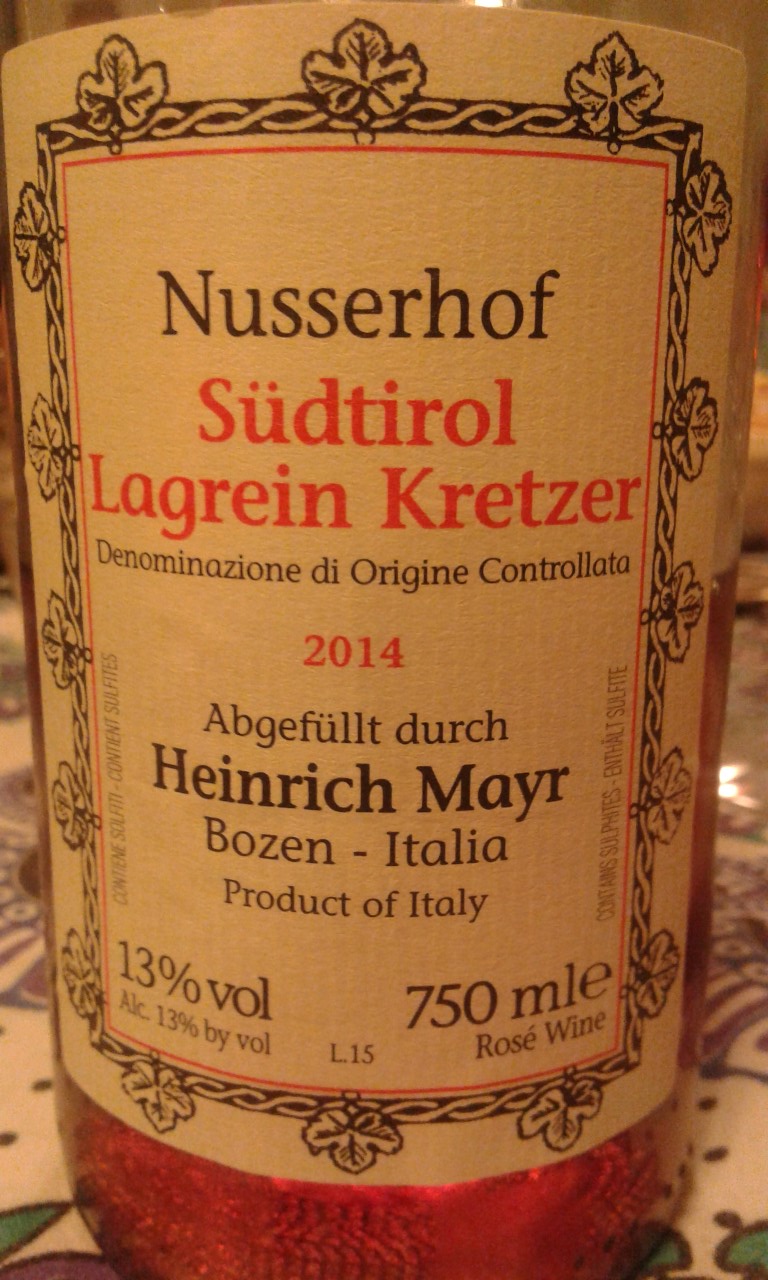 Nusserhof
Südtirol
Lagrein Kretzer
Denominazione di Origine Controllata
2014
Abgefüllt durch
Heinrich Mayr
Bozen - Italia
Product of Italy
CONTIENE SOLFITI - CONTIENT SULFITES
CONTAINS SULPHITES - ENTHÄLT SULFITE
13% vol
Alc. 13% by vol
L.15
750 ml e
Rosé Wine